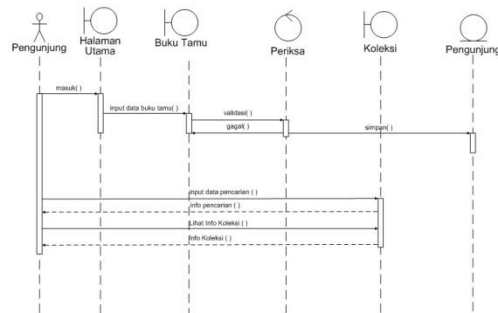 Pengunjung
Halaman
Utama
Buku Tamu
Periksa
Koleksi
Pengunjung
masuk( )
input data buku tamu( )
validasi( )
gagal( )
simpan( )
input data pencarian ( )
info pencarian ( )
Lihat Info Koleksi ( )
Info Koleksi ( )